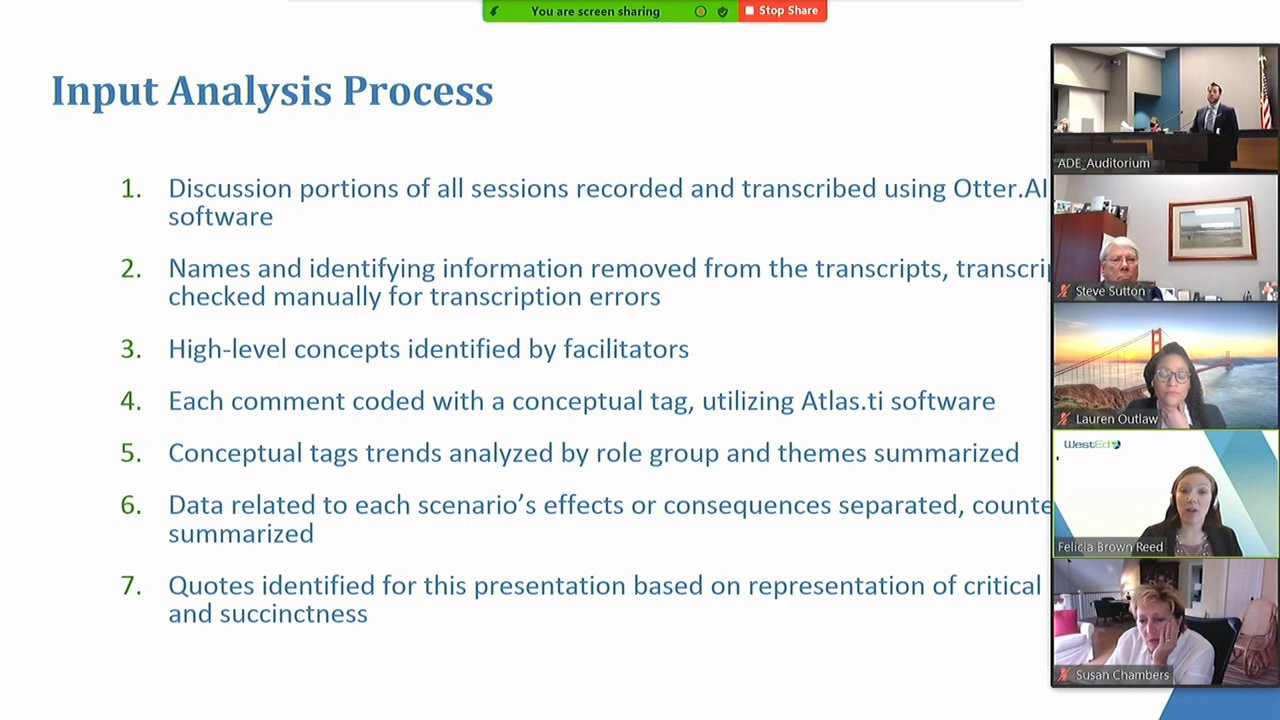 You are screen sharing
Stop Share
Input Analysis Process
1. Discussion portions of all sessions recorded and transcribed using Otter.AI
software
2. Names and identifying information removed from the transcripts,
checked manually for transcription errors
3. High-level concepts identified by facilitators
4. Each comment coded with a conceptual tag, utilizing Atlas.ti software
5. Conceptual tags trends analyzed by role group and themes summarized
6. Data related to each scenario’s effects or consequences separated,
summarized
7. Quotes identified for this presentation based on representation of critical
and succinctness
ADE_Auditorium
Steve Sutton
Lauren Outlaw
WestEd
Felicia Brown Reed
Susan Chambers